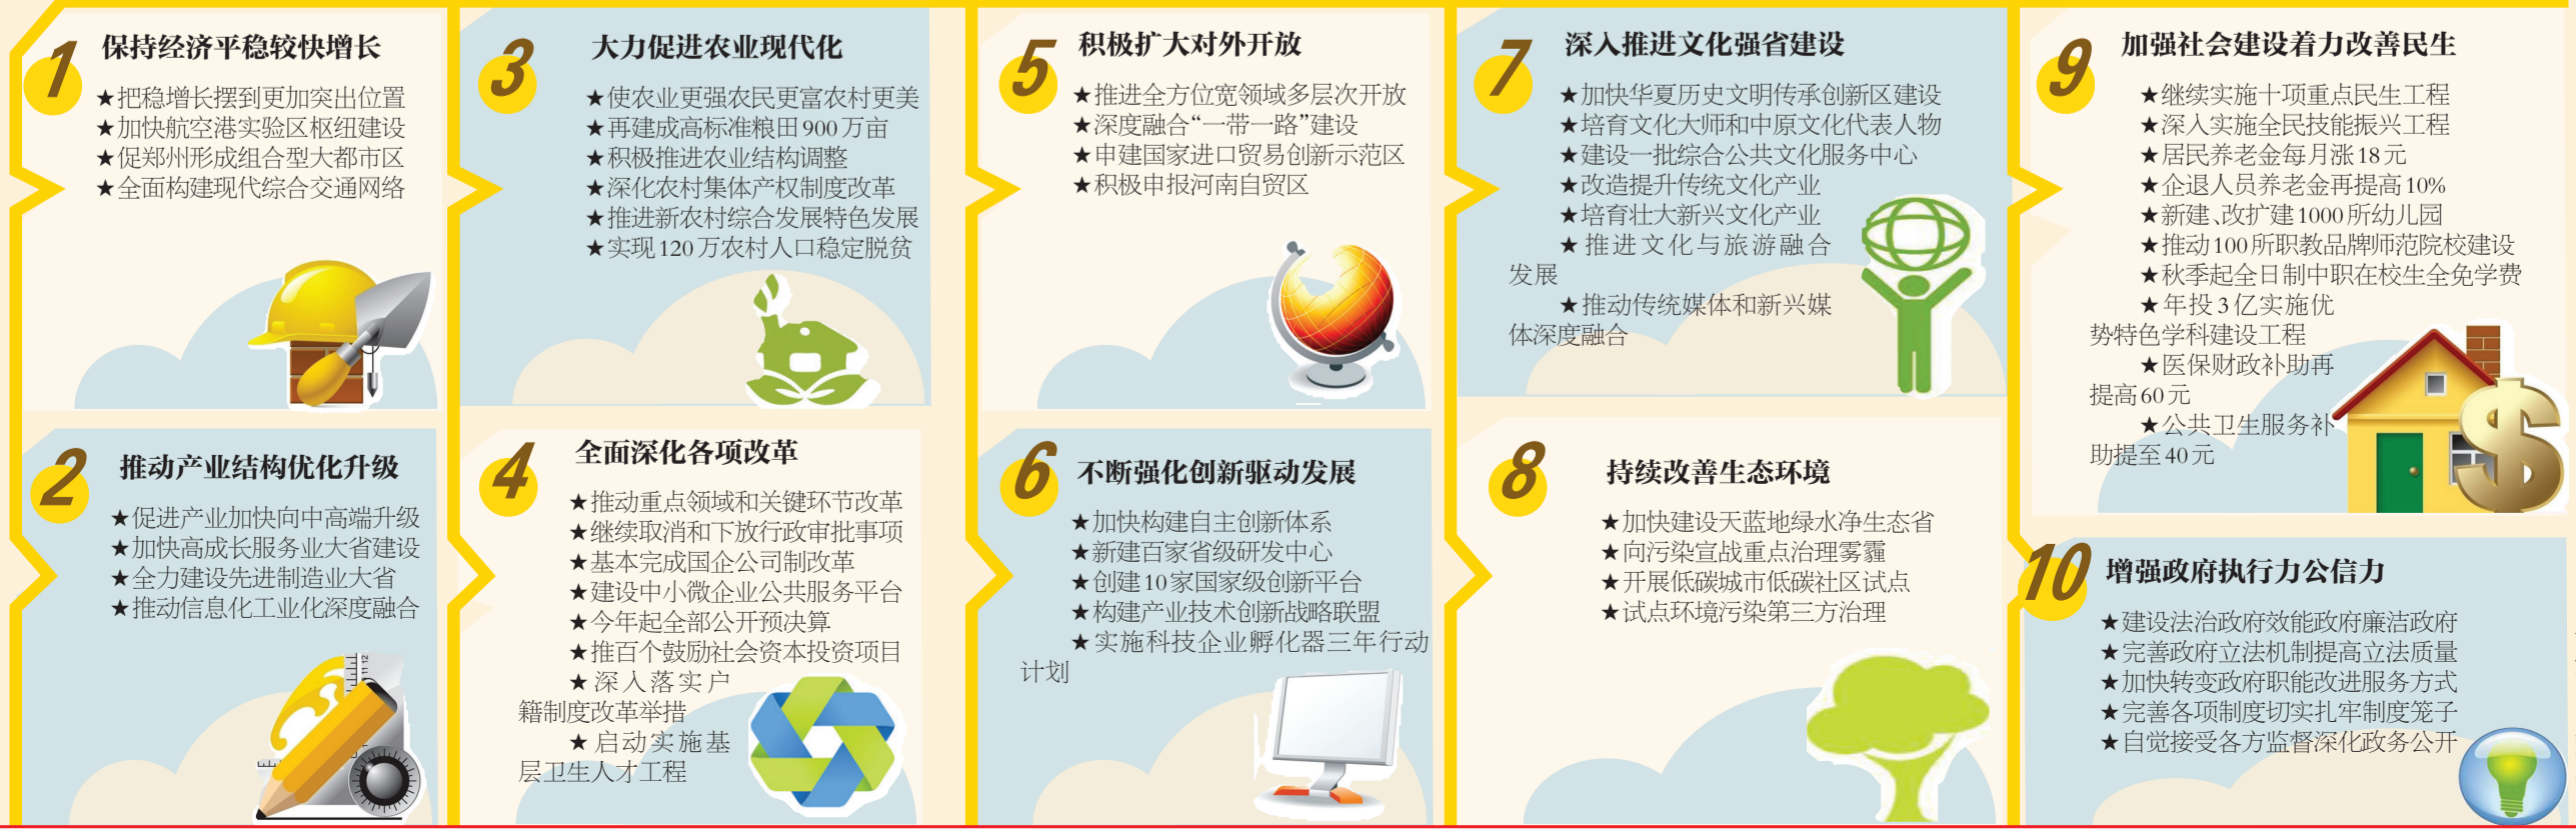 1
保持经济平稳较快增长
★把稳增长摆到更加突出位置
★加快航空港实验区枢纽建设
★促郑州形成组合型大都市区
★全面构建现代综合交通网络
2
推动产业结构优化升级
★促进产业加快向中高端升级
★加快高成长服务业大省建设
★全力建设先进制造业大省
★推动信息化工业化深度融合
3
大力促进农业现代化
★使农业更强农民更富农村更美
★再建成高标准粮田900万亩
★积极推进农业结构调整
★深化农村集体产权制度改革
★推进新农村综合发展特色发展
★实现120万农村人口稳定脱贫
4
全面深化各项改革
★推动重点领域和关键环节改革
★继续取消和下放行政审批事项
★基本完成国企公司制改革
★建设中小微企业公共服务平台
★今年起全部公开预决算
★推百个鼓励社会资本投资项目
★深入落实户
籍制度改革举措
★启动实施基
层卫生人才工程
5
积极扩大对外开放
★推进全方位宽领域多层次开放
★深度融合“一带一路”建设
★申建国家进口贸易创新示范区
★积极申报河南自贸区
6
不断强化创新驱动发展
★加快构建自主创新体系
★新建百家省级研发中心
★创建10家国家级创新平台
★构建产业技术创新战略联盟
★实施科技企业孵化器三年行动
计划
7
深入推进文化强省建设
★加快华夏历史文明传承创新区建设
★培育文化大师和中原文化代表人物
★建设一批综合公共文化服务中心
★改造提升传统文化产业
★培育壮大新兴文化产业
★推进文化与旅游融合
发展
★推动传统媒体和新兴媒
体深度融合
8
持续改善生态环境
★加快建设天蓝地绿水净生态省
★向污染宣战重点治理雾霾
★开展低碳城市低碳社区试点
★试点环境污染第三方治理
9
加强社会建设着力改善民生
★继续实施十项重点民生工程
★深入实施全民技能振兴工程
★居民养老金每月涨18元
★企退人员养老金再提高10%
★新建、改扩建1000所幼儿园
★推动100所职教品牌师范院校建设
★秋季起全日制中职在校生全免学费
★年投3亿实施优
势特色学科建设工程
★医保财政补助再
提高60元
★公共卫生服务补
助提至40元
10
增强政府执行力公信力
★建设法治政府效能政府廉洁政府
★完善政府立法机制提高立法质量
★加快转变政府职能改进服务方式
★完善各项制度切实扎牢制度笼子
★自觉接受各方监督深化政务公开